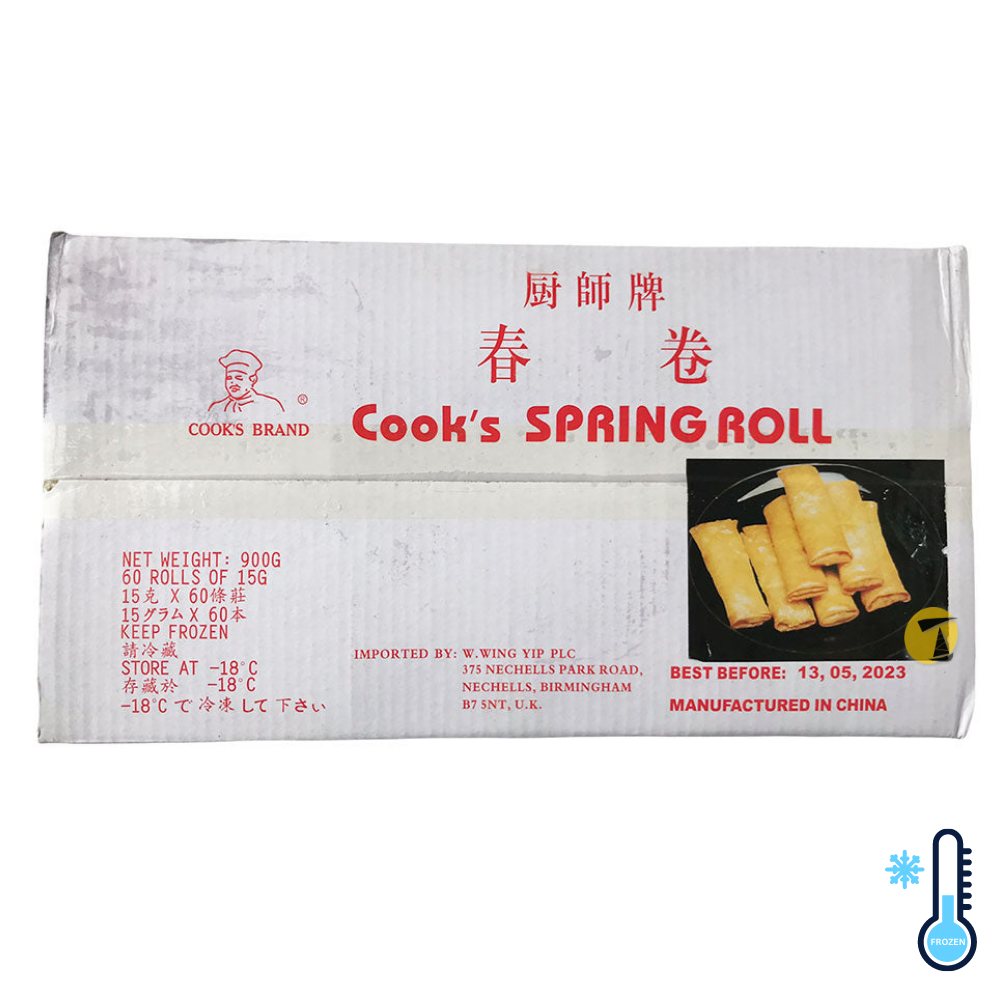 厨師牌
春 卷
COOK'S BRAND ®
Cook's SPRING ROLL
NET WEIGHT: 900G
60 ROLLS OF 15G
15克 X 60條莊
15グラム X 60本
KEEP FROZEN
請冷藏
STORE AT -18°C
存藏於 -18°C
-18°C で 冷凍 して 下さい
IMPORTED BY: W.WING YIP PLC
375 NECHELLS PARK ROAD,
NECHELLS, BIRMINGHAM
B7 5NT, U.K.
BEST BEFORE: 13, 05, 2023
MANUFACTURED IN CHINA
FROZEN